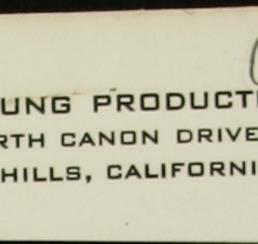 UNG PRODUCT
RTH CANON DRIVE
HILLS, CALIFORNI